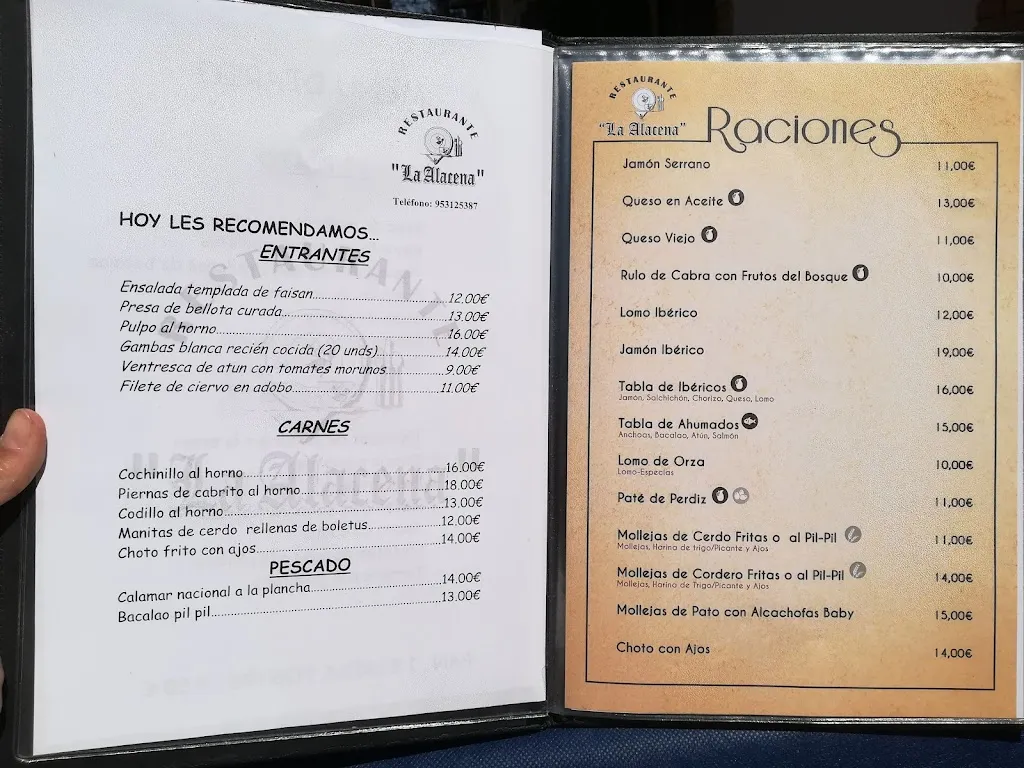 RESTAURANTE
"La Alacena"
Teléfono: 953125387
HOY LES RECOMENDAMOS...
ENTRANTES
Ensalada templada de faisan........12.00€
Presa de bellota curada........13.00€
Pulpo al horno........16.00€
Gambas blanca recién cocida (20 unds)........14.00€
Ventresca de atun con tomates morunos........9.00€
Filete de ciervo en adobo........11.00€
CARNES
Cochinillo al horno........16.00€
Piernas de cabrito al horno........18.00€
Codillo al horno........13.00€
Manitas de cerdo rellenas de boletus........12.00€
Choto frito con ajos........14.00€
PESCADO
Calamar nacional a la plancha........14.00€
Bacalao pil pil........13.00€
RESTAURANTE
"La Alacena"
Raciones
Jamón Serrano 11,00€
Queso en Aceite 13,00€
Queso Viejo 11,00€
Rulo de Cabra con Frutos del Bosque 10,00€
Lomo Ibérico 12,00€
Jamón Ibérico 19,00€
Tabla de Ibéricos 16,00€
Jamón, Salchichón, Chorizo, Queso, Lomo
Tabla de Ahumados 15,00€
Anchoas, Bacalao, Atún, Salmón
Lomo de Orza 10,00€
Lomo-Especias
Paté de Perdiz 11,00€
Mollejas de Cerdo Fritas o al Pil-Pil 11,00€
Mollejas, Harina de trigo/Picante y Ajos
Mollejas de Cordero Fritas o al Pil-Pil 14,00€
Mollejas, Harina de Trigo/Picante y Ajos
Mollejas de Pato con Alcachofas Baby 15,00€
Choto con Ajos 14,00€